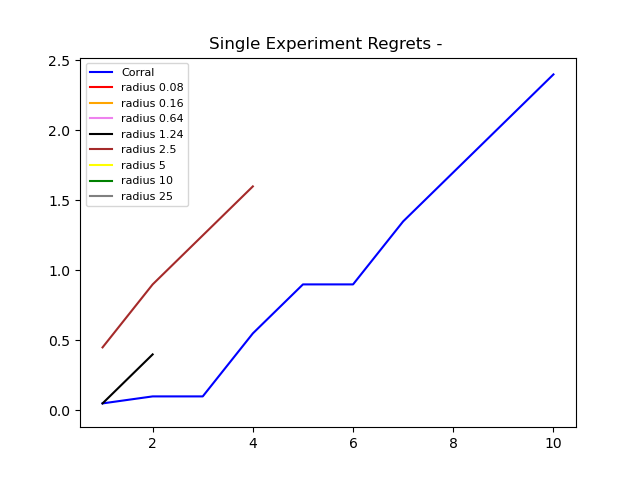 Single Experiment Regrets -
2.5
2.0
1.5
1.0
0.5
0.0
Corral
radius 0.08
radius 0.16
radius 0.64
radius 1.24
radius 2.5
radius 5
radius 10
radius 25
2 4 6 8 10